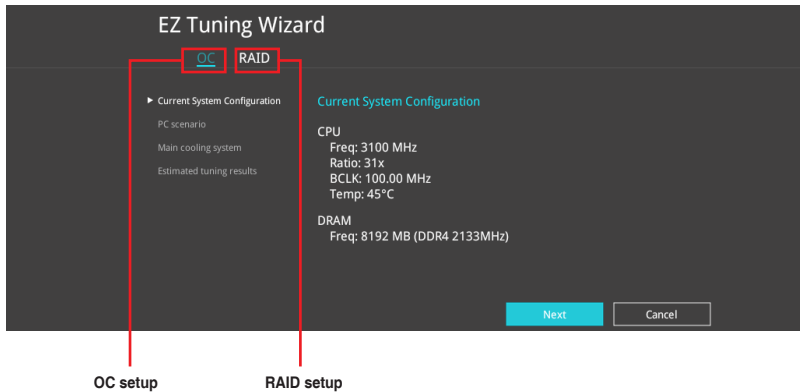 EZ Tuning Wizard
OC RAID
Current System Configuration
PC scenario
Main cooling system
Estimated tuning results
Current System Configuration
CPU
Freq: 3100 MHz
Ratio: 31x
BCLK: 100.00 MHz
Temp: 45°C
DRAM
Freq: 8192 MB (DDR4 2133MHz)
Next Cancel
OC setup RAID setup